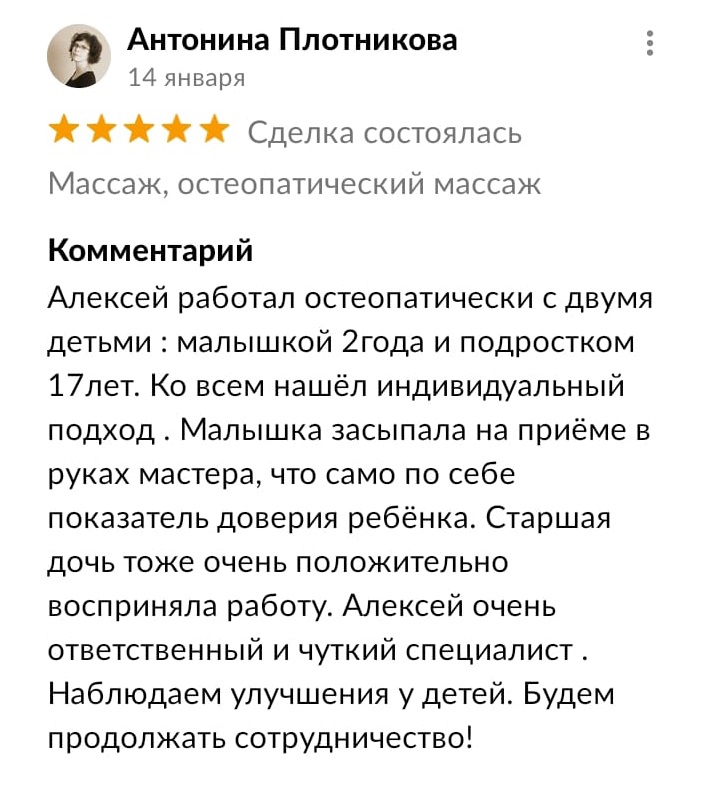 Антонина Плотникова
14 января
Сделка состоялась
Массаж, остеопатический массаж
Комментарий
Алексей работал остеопатически с двумя
детьми : малышкой 2года и подростком
17лет. Ко всем нашёл индивидуальный
подход . Малышка засыпала на приёме в
руках мастера, что само по себе
показатель доверия ребёнка. Старшая
дочь тоже очень положительно
восприняла работу. Алексей очень
ответственный и чуткий специалист .
Наблюдаем улучшения у детей. Будем
продолжать сотрудничество!